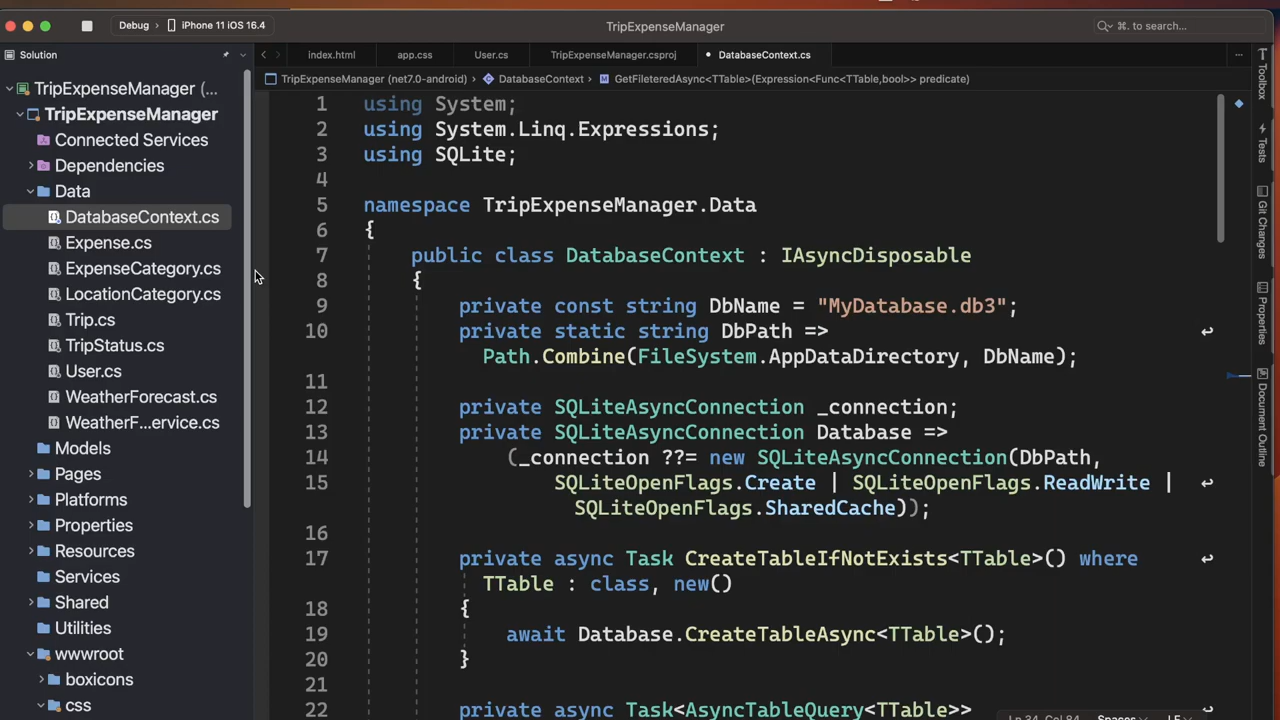 Debug > iPhone 11 iOS 16.4
TripExpenseManager
⌘. to search...
Solution
index.html
app.css
User.cs
TripExpenseManager.csproj
DatabaseContext.cs
TripExpenseManager (net7.0-android) > DatabaseContext > GetFileteredAsync<TTable>(Expression<Func<TTable,bool>> predicate)
TripExpenseManager (...
TripExpenseManager
Connected Services
Dependencies
Data
DatabaseContext.cs
Expense.cs
ExpenseCategory.cs
LocationCategory.cs
Trip.cs
TripStatus.cs
User.cs
WeatherForecast.cs
WeatherF...ervice.cs
Models
Pages
Platforms
Properties
Resources
Services
Shared
Utilities
wwwroot
boxicons
css
1 using System;
2 using System.Linq.Expressions;
3 using SQLite;
4
5 namespace TripExpenseManager.Data
6 {
7 public class DatabaseContext : IAsyncDisposable
8 {
9 private const string DbName = "MyDatabase.db3";
10 private static string DbPath =>
Path.Combine(FileSystem.AppDataDirectory, DbName);
11
12 private SQLiteAsyncConnection _connection;
13 private SQLiteAsyncConnection Database =>
14 (_connection ??= new SQLiteAsyncConnection(DbPath,
15 SQLiteOpenFlags.Create | SQLiteOpenFlags.ReadWrite |
SQLiteOpenFlags.SharedCache));
16
17 private async Task CreateTableIfNotExists<TTable>() where
TTable : class, new()
18 {
19 await Database.CreateTableAsync<TTable>();
20 }
21
22 private async Task<AsyncTableQuery<TTable>>
Toolbox
Tests
Git Changes
Properties
Document Outline